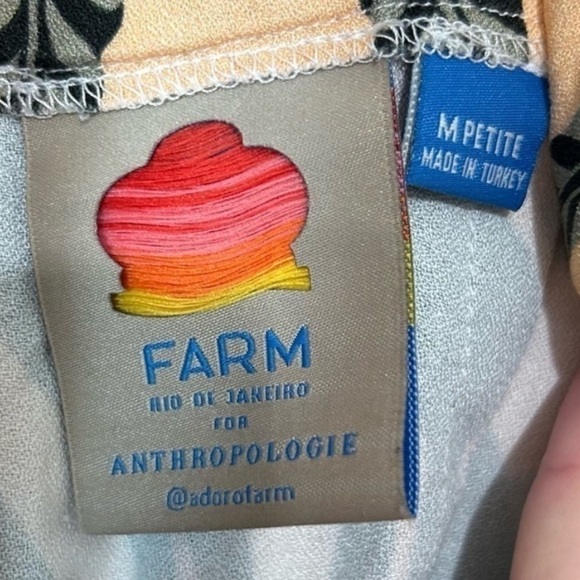 FARM
RIO DE JANEIRO
FOR
ANTHROPOLOGIE
@adorofarm
M PETITE
MADE IN TURKEY